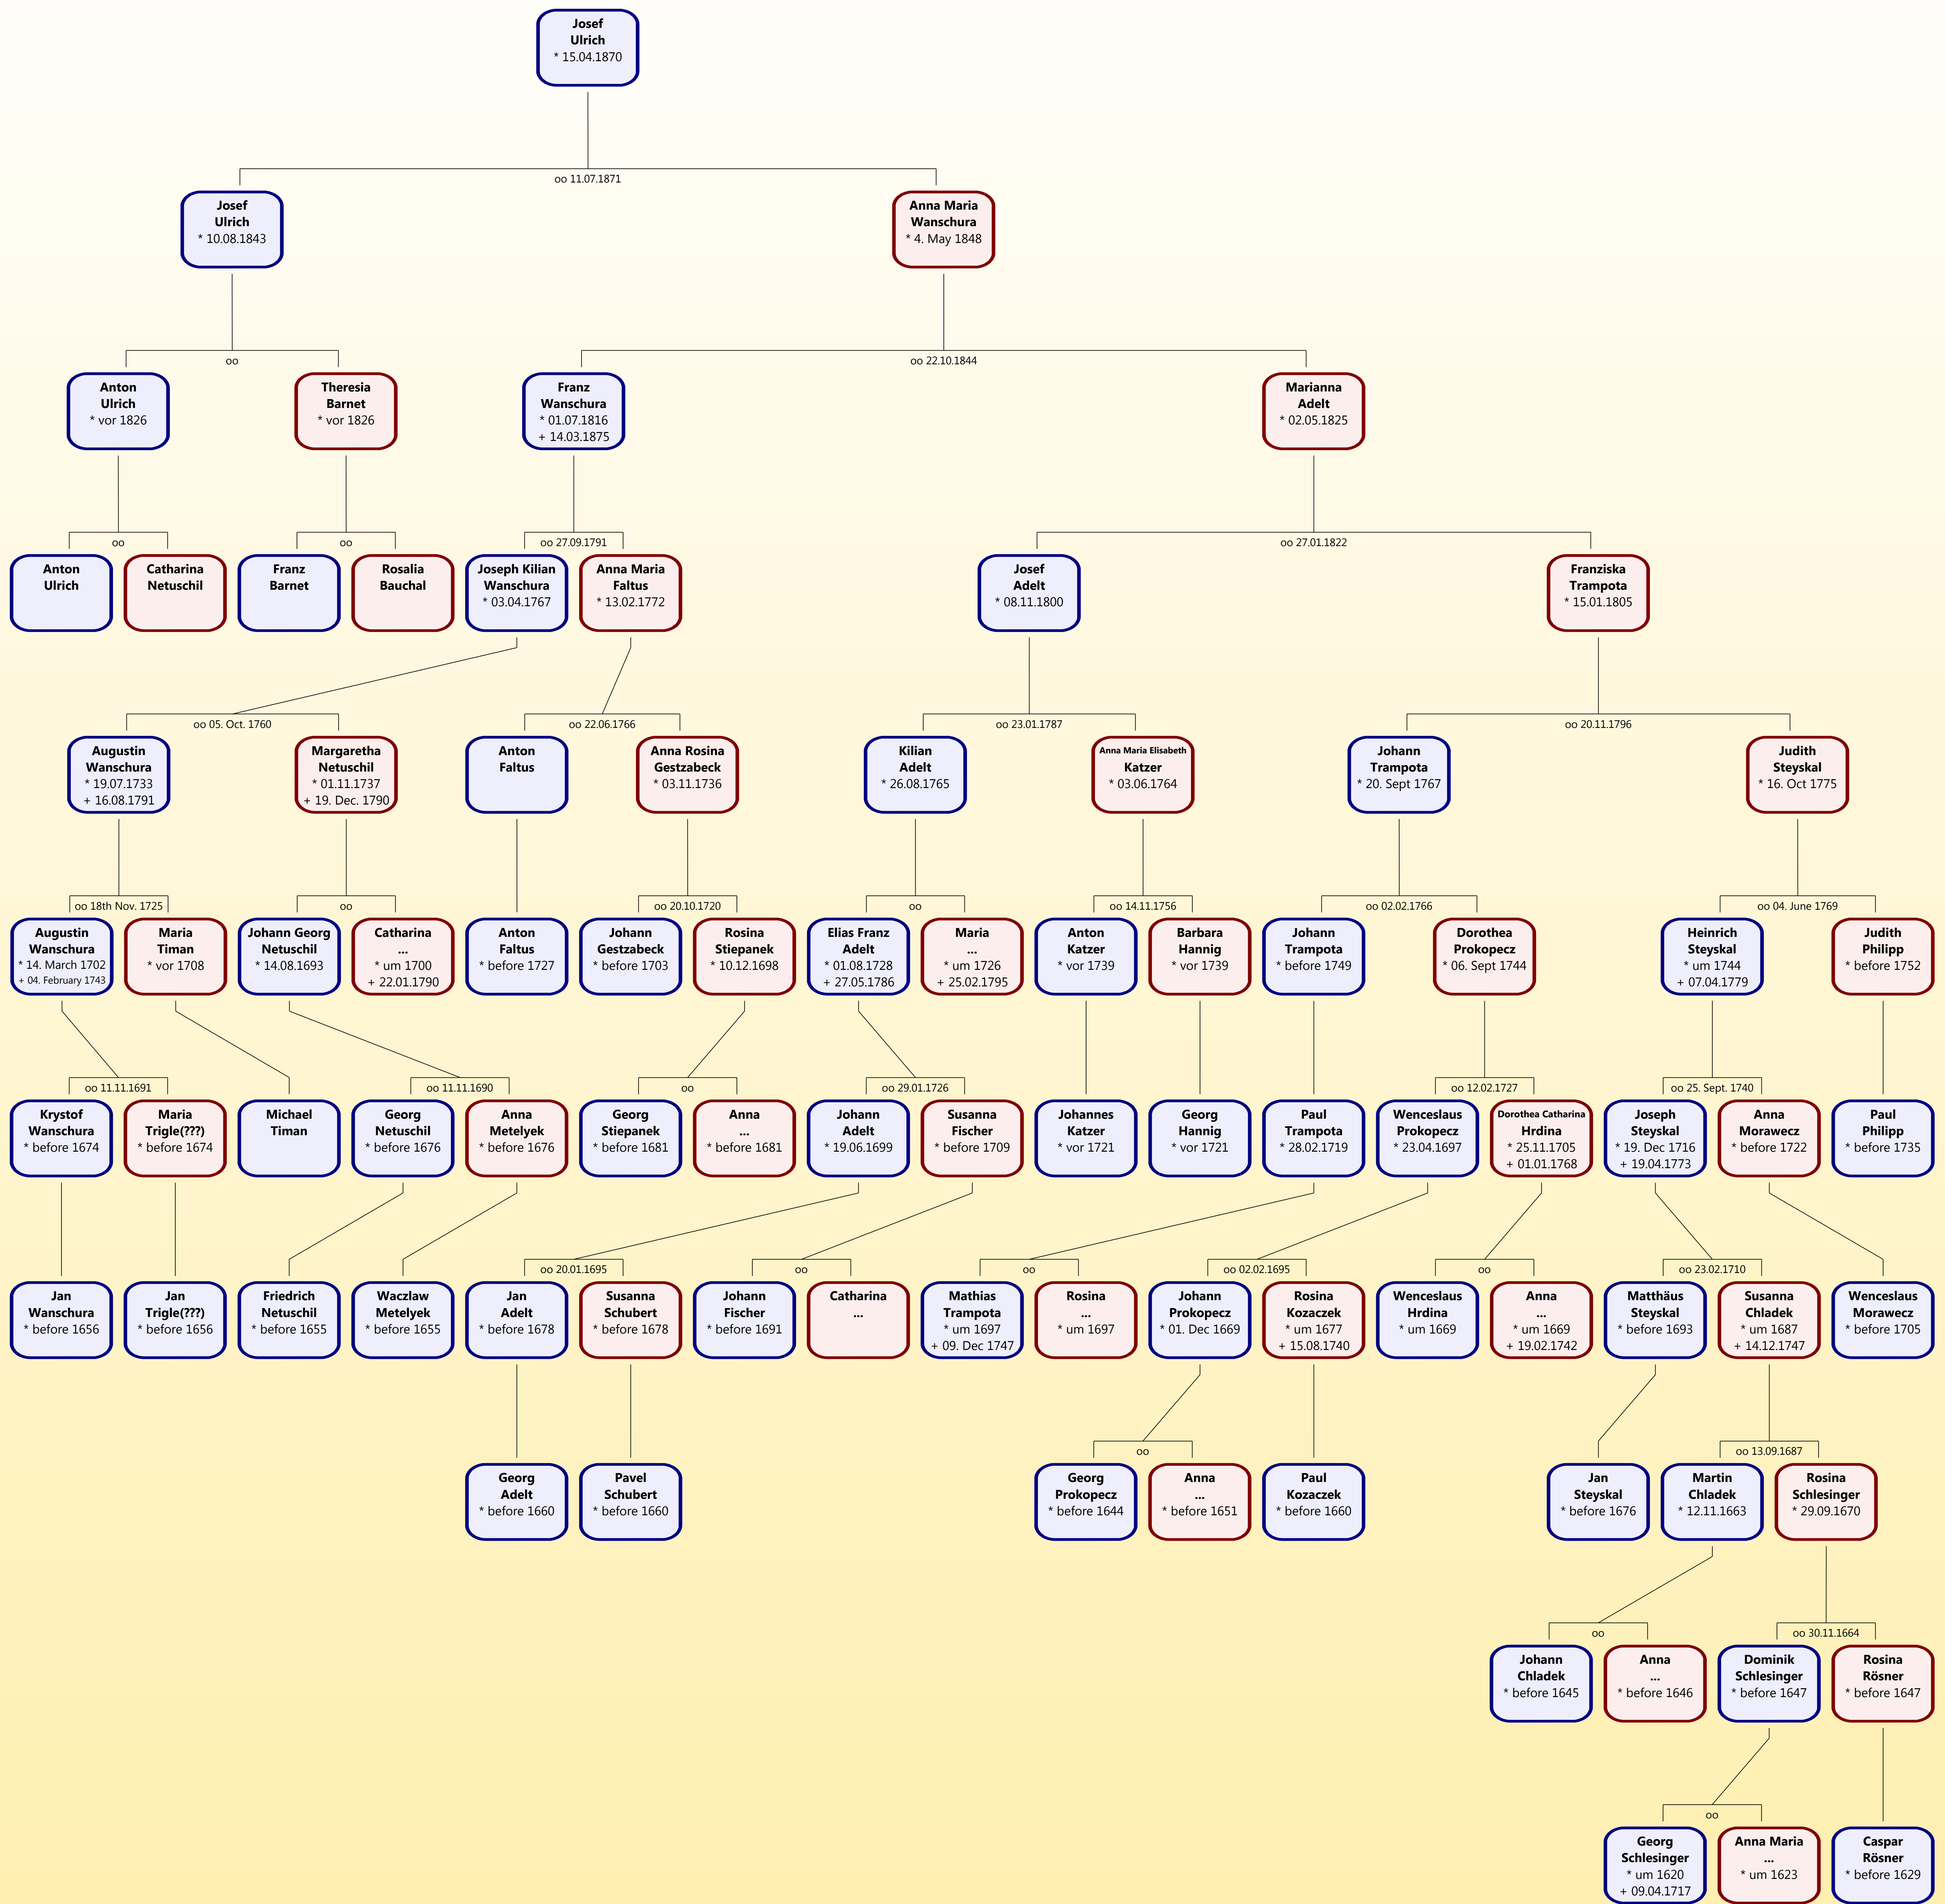 Josef
Ulrich
* 15.04.1870
oo 11.07.1871
Josef
Ulrich
* 10.08.1843
Anna Maria
Wanschura
* 4. May 1848
oo
oo 22.10.1844
Anton
Ulrich
* vor 1826
Theresia
Barnet
* vor 1826
Franz
Wanschura
* 01.07.1816
+ 14.03.1875
Marianna
Adelt
* 02.05.1825
oo
oo
oo 27.09.1791
oo 27.01.1822
Anton
Ulrich
Catharina
Netuschil
Franz
Barnet
Rosalia
Bauchal
Joseph Kilian
Wanschura
* 03.04.1767
Anna Maria
Faltus
* 13.02.1772
Josef
Adelt
* 08.11.1800
Franziska
Trampota
* 15.01.1805
oo 05. Oct. 1760
oo 22.06.1766
oo 23.01.1787
oo 20.11.1796
Augustin
Wanschura
* 19.07.1733
+ 16.08.1791
Margaretha
Netuschil
* 01.11.1737
+ 19. Dec. 1790
Anton
Faltus
Anna Rosina
Gestzabeck
* 03.11.1736
Kilian
Adelt
* 26.08.1765
Anna Maria Elisabeth
Katzer
* 03.06.1764
Johann
Trampota
* 20. Sept 1767
Judith
Steyskal
* 16. Oct 1775
oo 18th Nov. 1725
oo
oo 20.10.1720
oo
oo 14.11.1756
oo 02.02.1766
oo 04. June 1769
Augustin
Wanschura
* 14. March 1702
+ 04. February 1743
Maria
Timan
* vor 1708
Johann Georg
Netuschil
* 14.08.1693
Catharina
...
* um 1700
+ 22.01.1790
Anton
Faltus
* before 1727
Johann
Gestzabeck
* before 1703
Rosina
Stiepanek
* 10.12.1698
Elias Franz
Adelt
* 01.08.1728
+ 27.05.1786
Maria
...
* um 1726
+ 25.02.1795
Anton
Katzer
* vor 1739
Barbara
Hannig
* vor 1739
Johann
Trampota
* before 1749
Dorothea
Prokopecz
* 06. Sept 1744
Heinrich
Steyskal
* um 1744
+ 07.04.1779
Judith
Philipp
* before 1752
oo 11.11.1691
oo 11.11.1690
oo
oo 29.01.1726
oo 12.02.1727
oo 25. Sept. 1740
Krystof
Wanschura
* before 1674
Maria
Trigle(???)
* before 1674
Michael
Timan
Georg
Netuschil
* before 1676
Anna
Metelyek
* before 1676
Georg
Stiepanek
* before 1681
Anna
...
* before 1681
Johann
Adelt
* 19.06.1699
Susanna
Fischer
* before 1709
Johannes
Katzer
* vor 1721
Georg
Hannig
* vor 1721
Paul
Trampota
* 28.02.1719
Wenceslaus
Prokopecz
* 23.04.1697
Dorothea Catharina
Hrdina
* 25.11.1705
+ 01.01.1768
Joseph
Steyskal
* 19. Dec 1716
+ 19.04.1773
Anna
Morawecz
* before 1722
Paul
Philipp
* before 1735
oo 20.01.1695
oo
oo
oo 02.02.1695
oo
oo 23.02.1710
Jan
Wanschura
* before 1656
Jan
Trigle(???)
* before 1656
Friedrich
Netuschil
* before 1655
Waczlaw
Metelyek
* before 1655
Jan
Adelt
* before 1678
Susanna
Schubert
* before 1678
Johann
Fischer
* before 1691
Catharina
...
Mathias
Trampota
* um 1697
+ 09. Dec 1747
Rosina
...
* um 1697
Johann
Prokopecz
* 01. Dec 1669
Rosina
Kozaczek
* um 1677
+ 15.08.1740
Wenceslaus
Hrdina
* um 1669
Anna
...
* um 1669
+ 19.02.1742
Matthäus
Steyskal
* before 1693
Susanna
Chladek
* um 1687
+ 14.12.1747
Wenceslaus
Morawecz
* before 1705
oo
oo 13.09.1687
Georg
Adelt
* before 1660
Pavel
Schubert
* before 1660
Georg
Prokopecz
* before 1644
Anna
...
* before 1651
Paul
Kozaczek
* before 1660
Jan
Steyskal
* before 1676
Martin
Chladek
* 12.11.1663
Rosina
Schlesinger
* 29.09.1670
oo
oo 30.11.1664
Johann
Chladek
* before 1645
Anna
...
* before 1646
Dominik
Schlesinger
* before 1647
Rosina
Rösner
* before 1647
oo
Georg
Schlesinger
* um 1620
+ 09.04.1717
Anna Maria
...
* um 1623
Caspar
Rösner
* before 1629